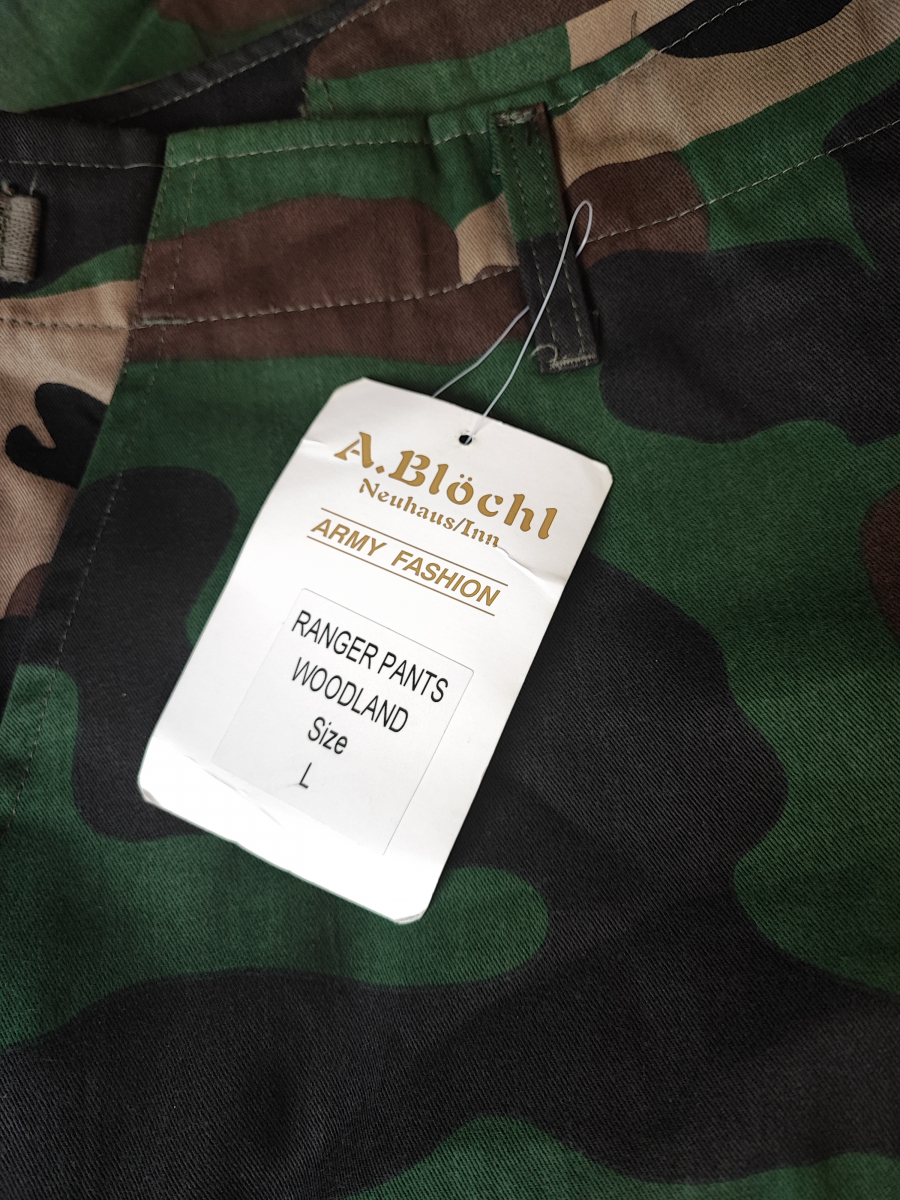 A.Blöchl
Neuhaus/Inn
ARMY FASHION
RANGER PANTS
WOODLAND
Size
L